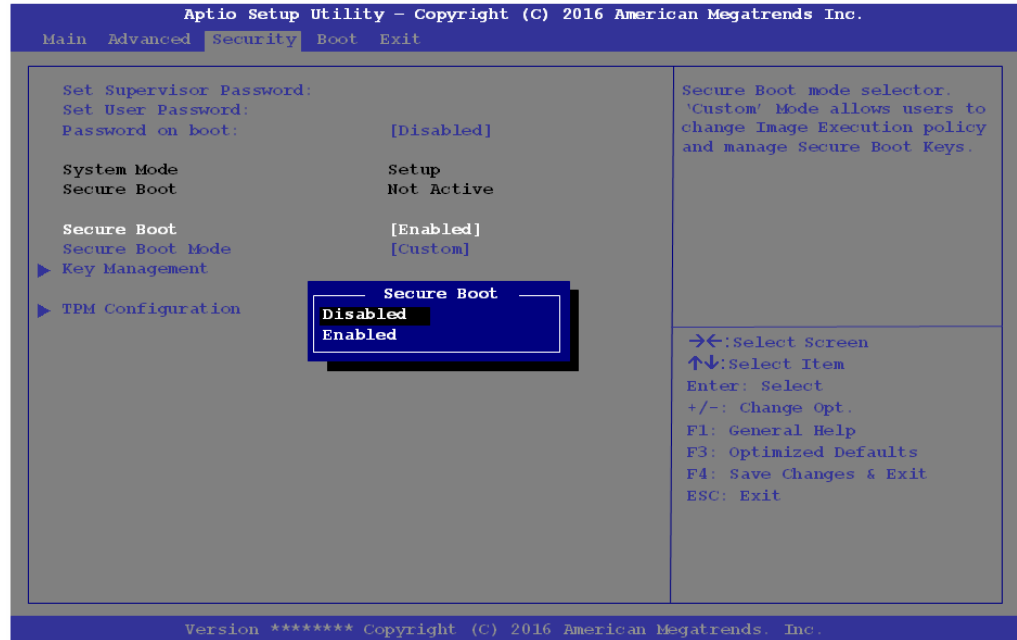 Aptio Setup Utility – Copyright (C) 2016 American Megatrends Inc.
Main Advanced Security Boot Exit
Set Supervisor Password:
Set User Password:
Password on boot: [Disabled]
System Mode Setup
Secure Boot Not Active
Secure Boot [Enabled]
Secure Boot Mode [Custom]
Key Management
TPM Configuration
Secure Boot
Disabled
Enabled
Secure Boot mode selector.
'Custom' Mode allows users to
change Image Execution policy
and manage Secure Boot Keys.
→←:Select Screen
↑↓:Select Item
Enter: Select
+/-: Change Opt.
F1: General Help
F3: Optimized Defaults
F4: Save Changes & Exit
ESC: Exit
Version ******** Copyright (C) 2016 American Megatrends. Inc.